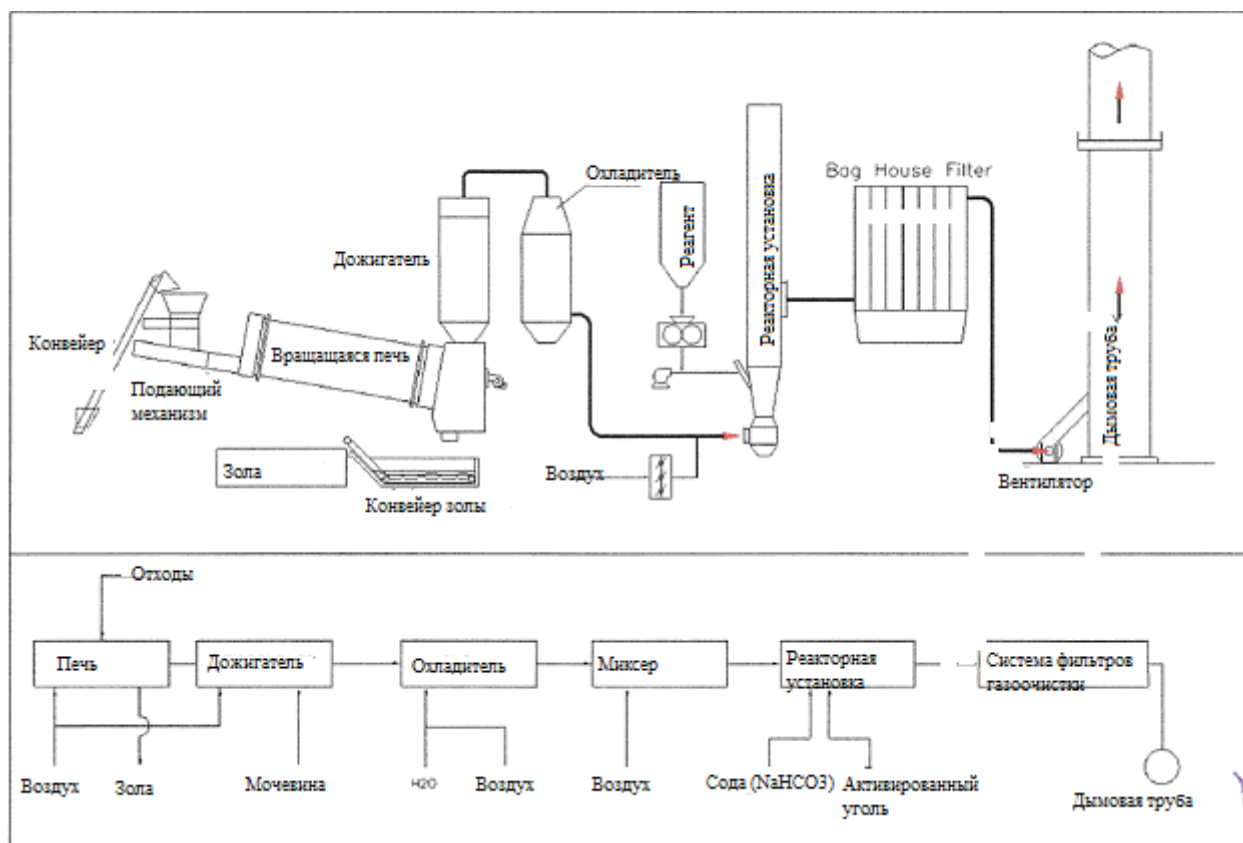 Охладитель
Bag House Filter
Реагент
Реакторная установка
Дожигатель
Конвейер
Вращащаяся печь
Подающий
механизм
Дымовая труба
Зола
Воздух
Конвейер золы
Вентилятор
Отходы
Печь
Дожигатель
Охладитель
Миксер
Реакторная
установка
Система фильтров
газоочистки
Воздух
Зола
Мочевина
H2O
Воздух
Воздух
Сода (NaHCO3)
Активированный
уголь
Дымовая труба